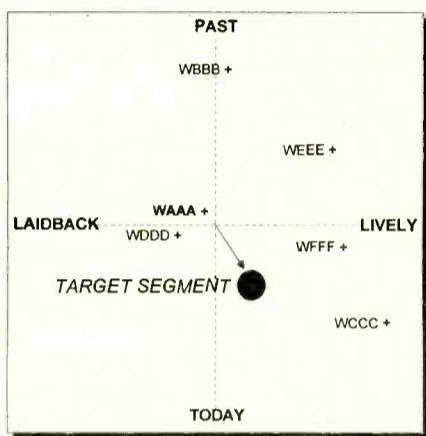 PAST
WBBB +
WEEE +
WAAA +
LAIDBACK
LIVELY
WDDD +
WFFF +
TARGET SEGMENT
WCCC +
TODAY